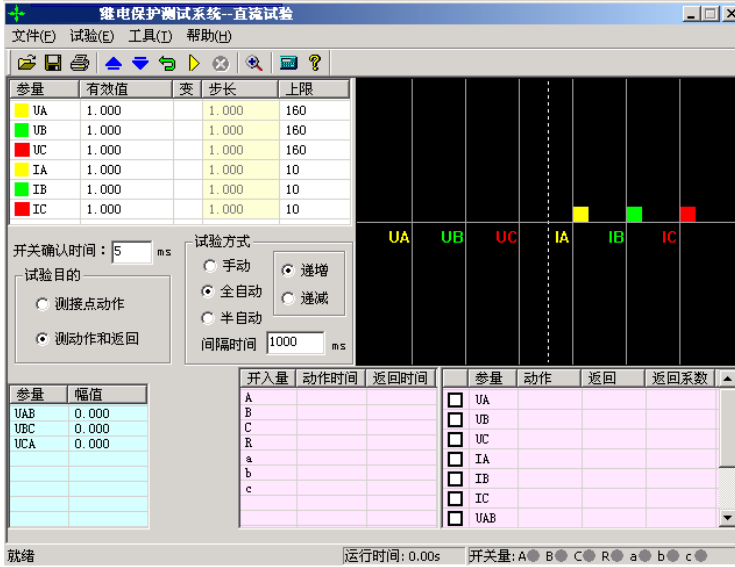 继电保护测试系统--直流试验
文件(F) 试验(E) 工具(T) 帮助(H)
参量 有效值 变 步长 上限
UA 1.000 1.000 160
UB 1.000 1.000 160
UC 1.000 1.000 160
IA 1.000 1.000 10
IB 1.000 1.000 10
IC 1.000 1.000 10
UA UB UC IA IB IC
开关确认时间: 5 ms
试验目的
测接点动作
测动作和返回
试验方式
手动
全自动
半自动
递增
递减
间隔时间 1000 ms
参量 幅值
UAB 0.000
UBC 0.000
UCA 0.000
开入量 动作时间 返回时间
A
B
C
R
a
b
c
参量 动作 返回 返回系数
UA
UB
UC
IA
IB
IC
UAB
就绪 运行时间: 0.00s 开关量: A B C R a b c